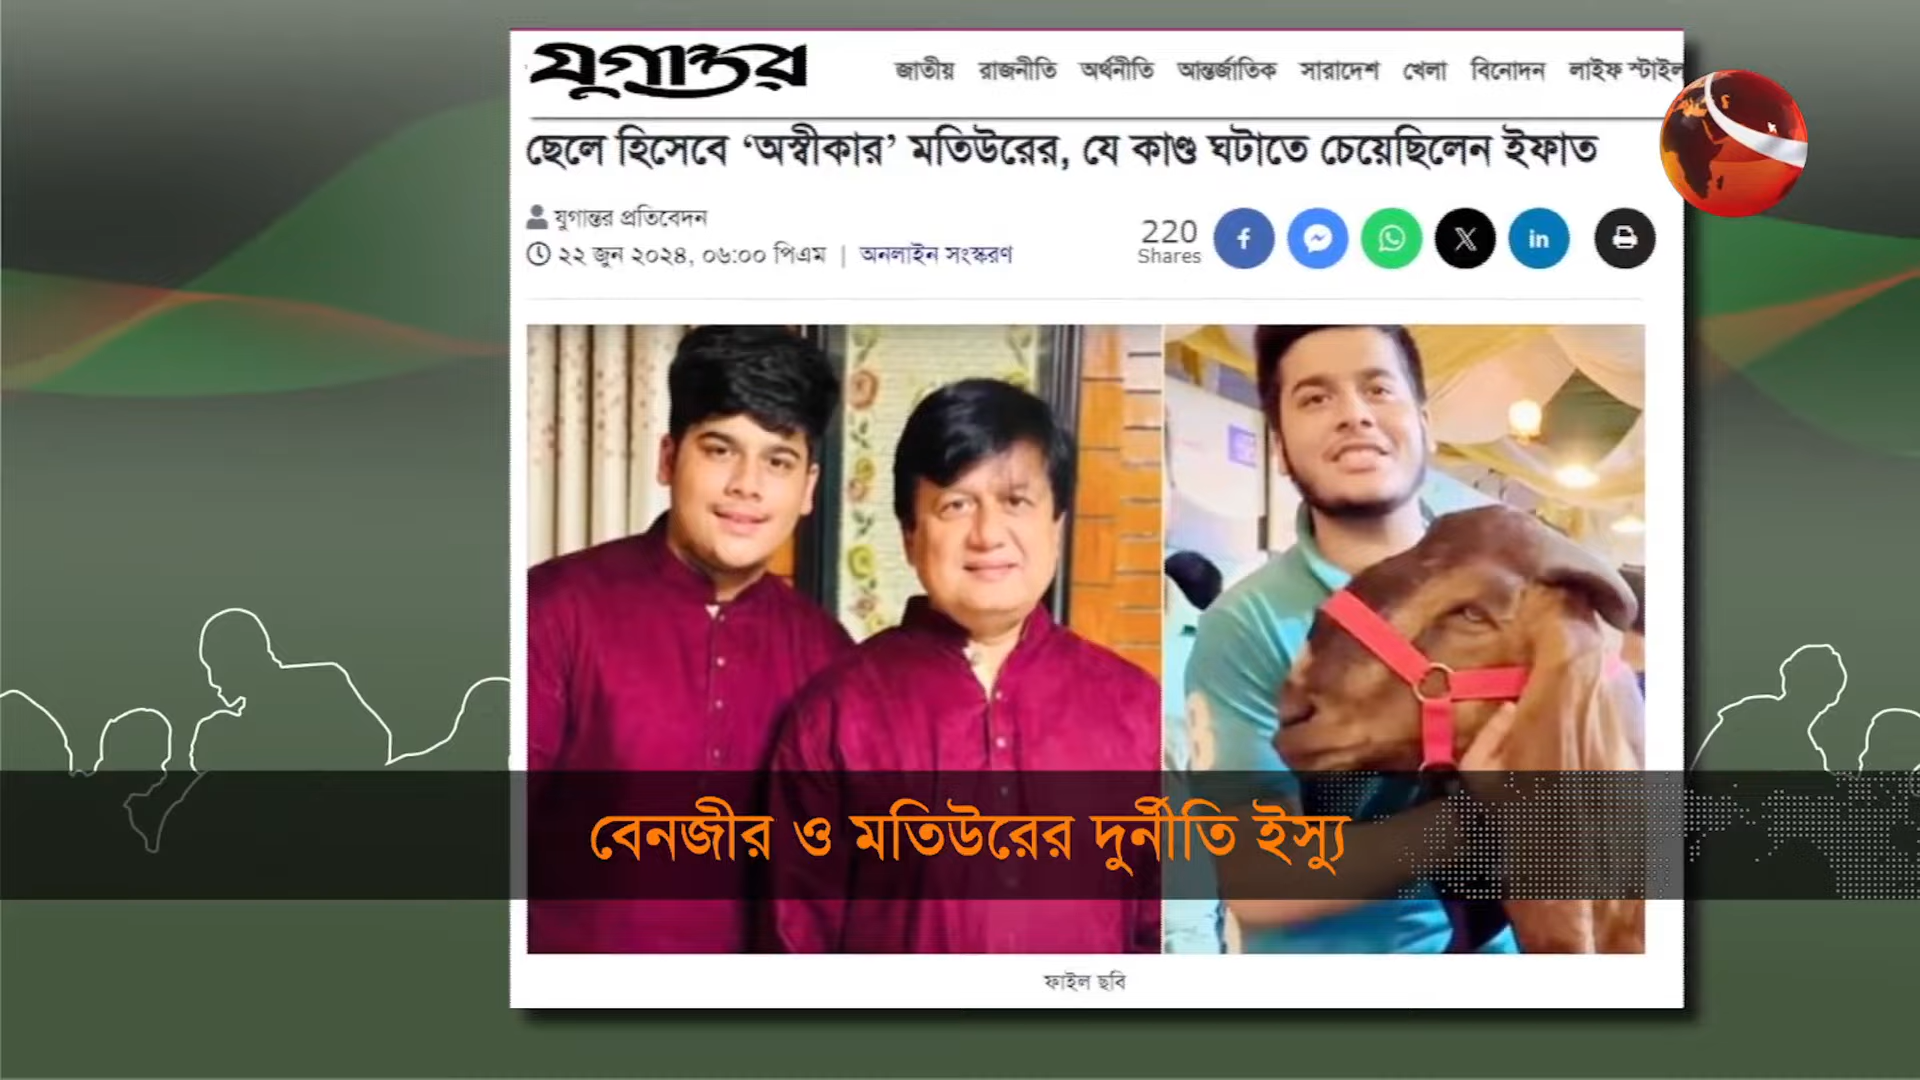 যুগান্তর
জাতীয় রাজনীতি অর্থনীতি আন্তর্জাতিক সারাদেশ খেলা বিনোদন লাইফ স্টাইল
ছেলে হিসেবে ‘অস্বীকার’ মতিউরের, যে কাণ্ড ঘটাতে চেয়েছিলেন ইফাত
যুগান্তর প্রতিবেদন
২২ জুন ২০২৪, ০৬:০০ পিএম | অনলাইন সংস্করণ
220
Shares
বেনজীর ও মতিউরের দুর্নীতি ইস্যু
ফাইল ছবি